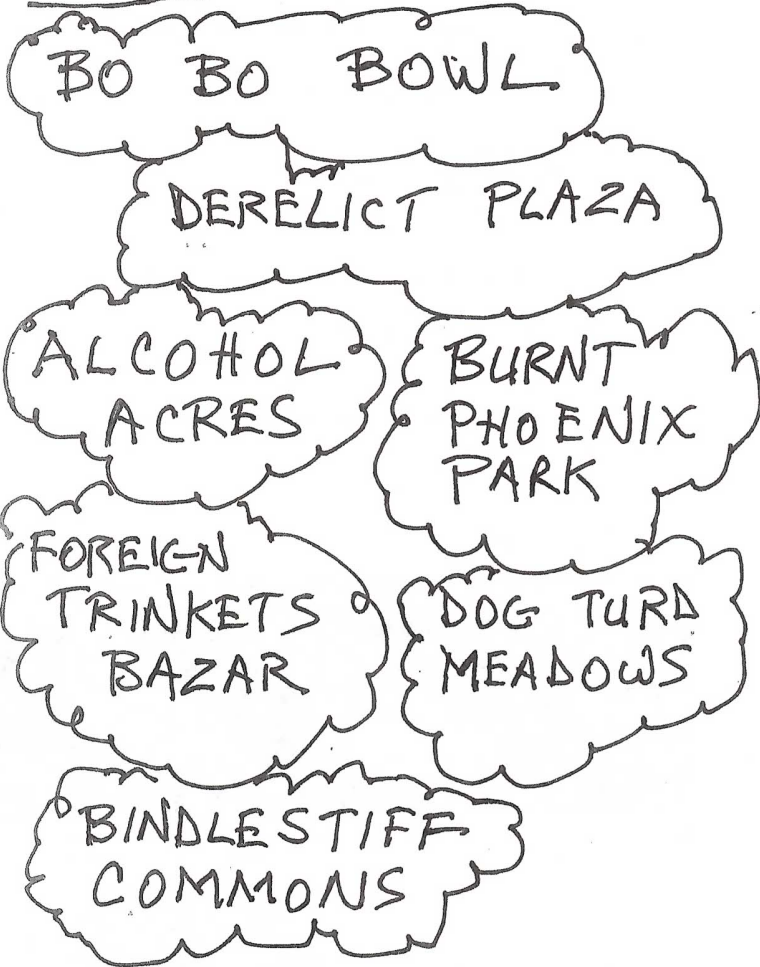 BO BO BOWL
DERELICT PLAZA
ALCOHOL
ACRES
BURNT
PHOENIX
PARK
FOREIGN
TRINKETS
BAZAR
DOG TURD
MEADOWS
BINDLESTIFF
COMMONS